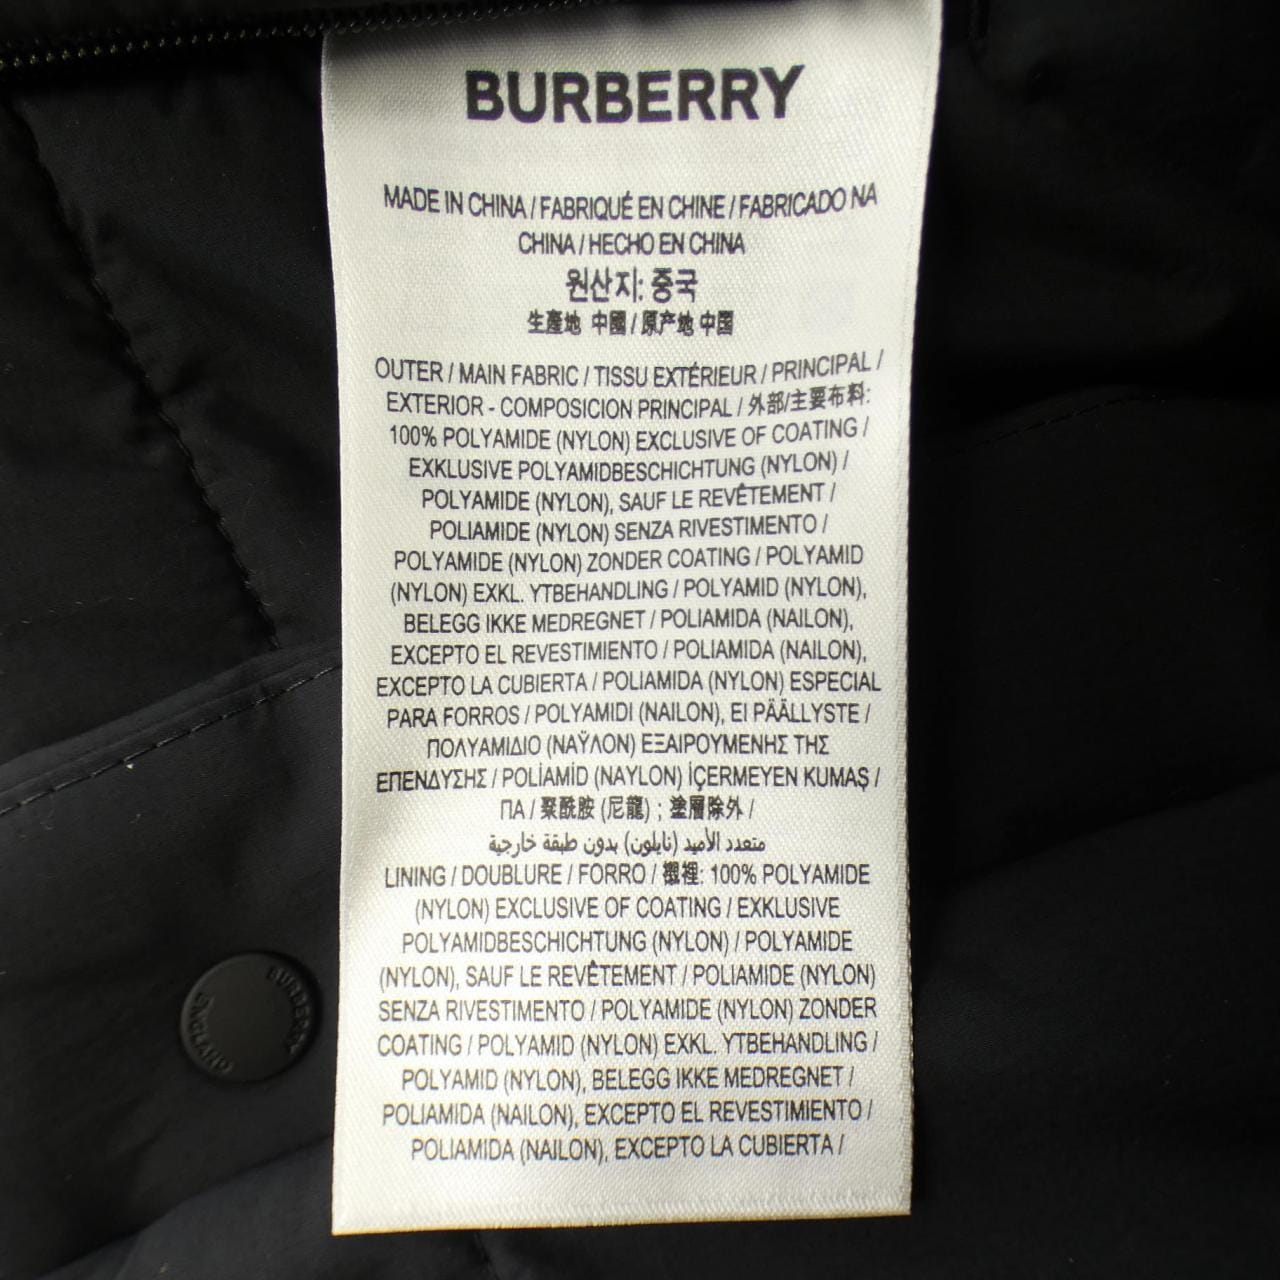 BURBERRY
MADE IN CHINA / FABRIQUÉ EN CHINE / FABRICADO NA
CHINA / HECHO EN CHINA
원산지: 중국
生產地 中國 / 原产地 中国
OUTER / MAIN FABRIC / TISSU EXTÉRIEUR / PRINCIPAL /
EXTERIOR - COMPOSICION PRINCIPAL / 外部/主要布料:
100% POLYAMIDE (NYLON) EXCLUSIVE OF COATING /
EXKLUSIVE POLYAMIDBESCHICHTUNG (NYLON) /
POLYAMIDE (NYLON), SAUF LE REVÊTEMENT /
POLIAMIDE (NYLON) SENZA RIVESTIMENTO /
POLYAMIDE (NYLON) ZONDER COATING / POLYAMID
(NYLON) EXKL. YTBEHANDLING / POLYAMID (NYLON),
BELEGG IKKE MEDREGNET / POLIAMIDA (NAILON),
EXCEPTO EL REVESTIMIENTO / POLIAMIDA (NAILON),
EXCEPTO LA CUBIERTA / POLIAMIDA (NYLON) ESPECIAL
PARA FORROS / POLYAMIDI (NAILON), EI PÄÄLLYSTE /
ΠΟΛΥΑΜΙΔΙΟ (ΝΑΫΛΟΝ) ΕΞΑΙΡΟΥΜΕΝΗΣ ΤΗΣ
ΕΠΕΝΔΥΣΗΣ / POLİAMİD (NAYLON) İÇERMEYEN KUMAŞ /
ПА / 聚酰胺 (尼龍) ; 塗層除外 /
متعدد الأميد (نايلون) بدون طبقة خارجية
LINING / DOUBLURE / FORRO / 襯裡: 100% POLYAMIDE
(NYLON) EXCLUSIVE OF COATING / EXKLUSIVE
POLYAMIDBESCHICHTUNG (NYLON) / POLYAMIDE
(NYLON), SAUF LE REVÊTEMENT / POLIAMIDE (NYLON)
SENZA RIVESTIMENTO / POLYAMIDE (NYLON) ZONDER
COATING / POLYAMID (NYLON) EXKL. YTBEHANDLING /
POLYAMID (NYLON), BELEGG IKKE MEDREGNET /
POLIAMIDA (NAILON), EXCEPTO EL REVESTIMIENTO /
POLIAMIDA (NAILON), EXCEPTO LA CUBIERTA /
BURBERRY
ENGLAND